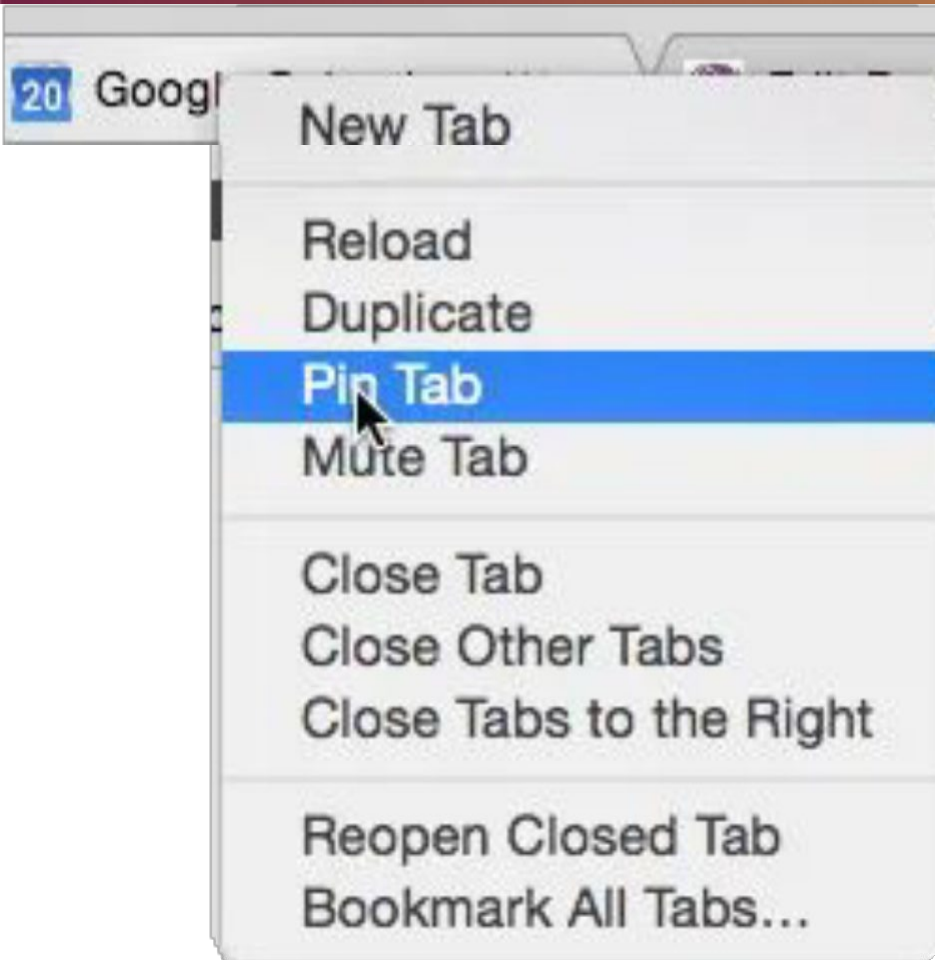 20 Googl
New Tab
Reload
Duplicate
Pin Tab
Mute Tab
Close Tab
Close Other Tabs
Close Tabs to the Right
Reopen Closed Tab
Bookmark All Tabs...